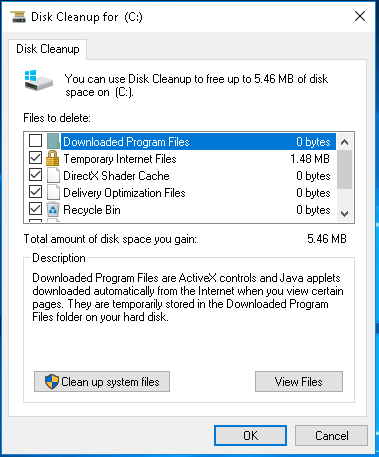 Disk Cleanup for (C:)
Disk Cleanup
You can use Disk Cleanup to free up to 5.46 MB of disk
space on (C:).
Files to delete:
Downloaded Program Files 0 bytes
Temporary Internet Files 1.48 MB
DirectX Shader Cache 0 bytes
Delivery Optimization Files 0 bytes
Recycle Bin 0 bytes
Total amount of disk space you gain: 5.46 MB
Description
Downloaded Program Files are ActiveX controls and Java applets
downloaded automatically from the Internet when you view certain
pages. They are temporarily stored in the Downloaded Program
Files folder on your hard disk.
Clean up system files View Files
OK Cancel